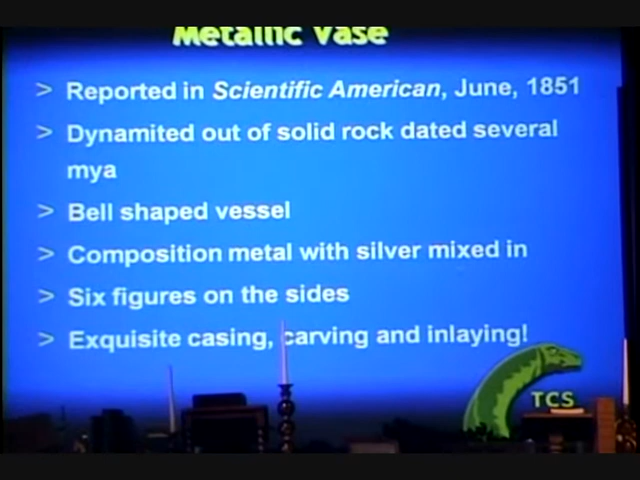 Metallic Vase
> Reported in Scientific American, June, 1851
> Dynamited out of solid rock dated several
mya
> Bell shaped vessel
> Composition metal with silver mixed in
> Six figures on the sides
> Exquisite casing, carving and inlaying!
TCS